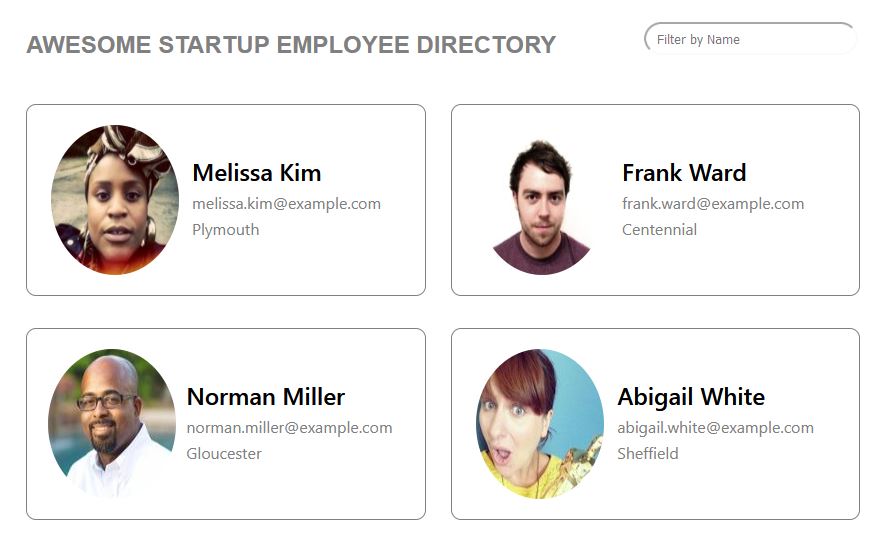 AWESOME STARTUP EMPLOYEE DIRECTORY
Filter by Name
Melissa Kim
melissa.kim@example.com
Plymouth
Frank Ward
frank.ward@example.com
Centennial
Norman Miller
norman.miller@example.com
Gloucester
Abigail White
abigail.white@example.com
Sheffield